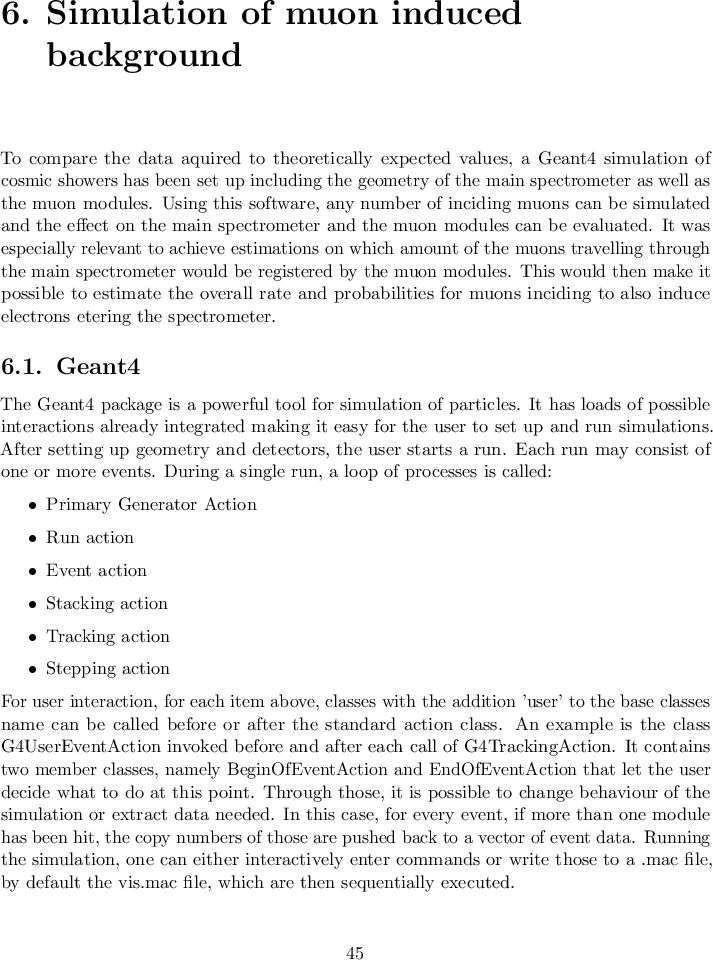 6. Simulation of muon induced
background
To compare the data aquired to theoretically expected values, a Geant4 simulation of
cosmic showers has been set up including the geometry of the main spectrometer as well as
the muon modules. Using this software, any number of inciding muons can be simulated
and the effect on the main spectrometer and the muon modules can be evaluated. It was
especially relevant to achieve estimations on which amount of the muons travelling through
the main spectrometer would be registered by the muon modules. This would then make it
possible to estimate the overall rate and probabilities for muons inciding to also induce
electrons etering the spectrometer.
6.1. Geant4
The Geant4 package is a powerful tool for simulation of particles. It has loads of possible
interactions already integrated making it easy for the user to set up and run simulations.
After setting up geometry and detectors, the user starts a run. Each run may consist of
one or more events. During a single run, a loop of processes is called:
• Primary Generator Action
• Run action
• Event action
• Stacking action
• Tracking action
• Stepping action
For user interaction, for each item above, classes with the addition ’user’ to the base classes
name can be called before or after the standard action class. An example is the class
G4UserEventAction invoked before and after each call of G4TrackingAction. It contains
two member classes, namely BeginOfEventAction and EndOfEventAction that let the user
decide what to do at this point. Through those, it is possible to change behaviour of the
simulation or extract data needed. In this case, for every event, if more than one module
has been hit, the copy numbers of those are pushed back to a vector of event data. Running
the simulation, one can either interactively enter commands or write those to a .mac file,
by default the vis.mac file, which are then sequentially executed.
45